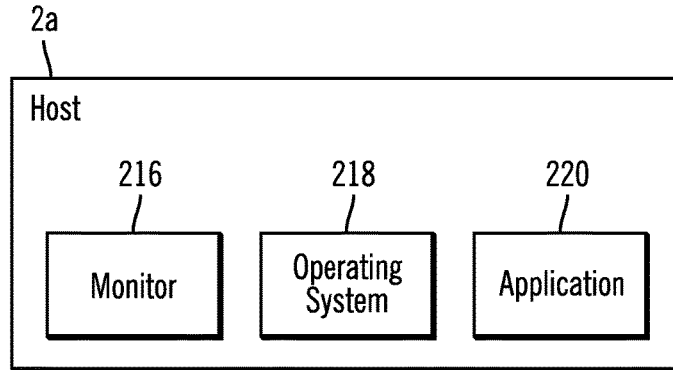 2a
Host
216
218
220
Monitor
Operating
System
Application